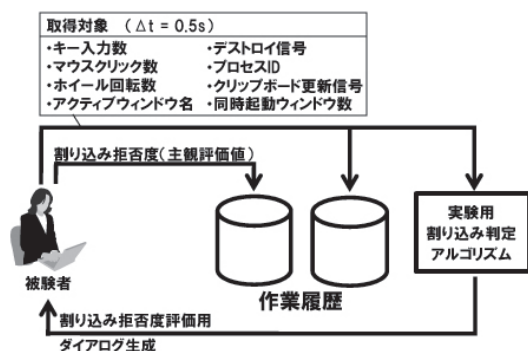 取得対象 （Δt = 0.5s）
・キー入力数 ・デストロイ信号
・マウスクリック数 ・プロセスID
・ホイール回転数 ・クリップボード更新信号
・アクティブウィンドウ名 ・同時起動ウィンドウ数
割り込み拒否度(主観評価値)
実験用
割り込み判定
アルゴリズム
被験者
作業履歴
割り込み拒否度評価用
ダイアログ生成